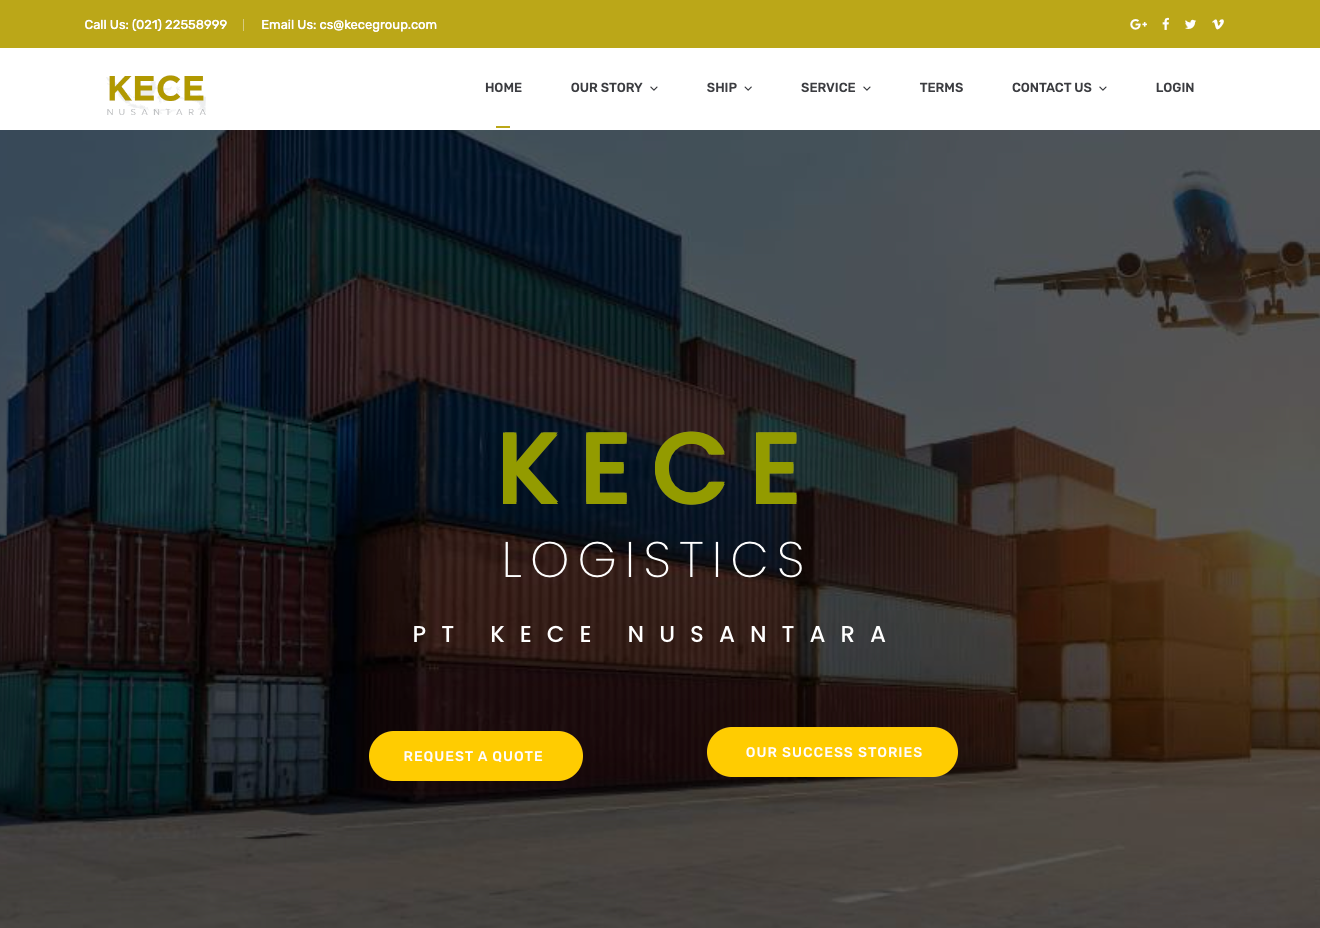 Call Us: (021) 22558999
Email Us: cs@kecegroup.com
KECE
NUSANTARA
HOME
OUR STORY
SHIP
SERVICE
TERMS
CONTACT US
LOGIN
KECE
LOGISTICS
PT KECE NUSANTARA
REQUEST A QUOTE
OUR SUCCESS STORIES